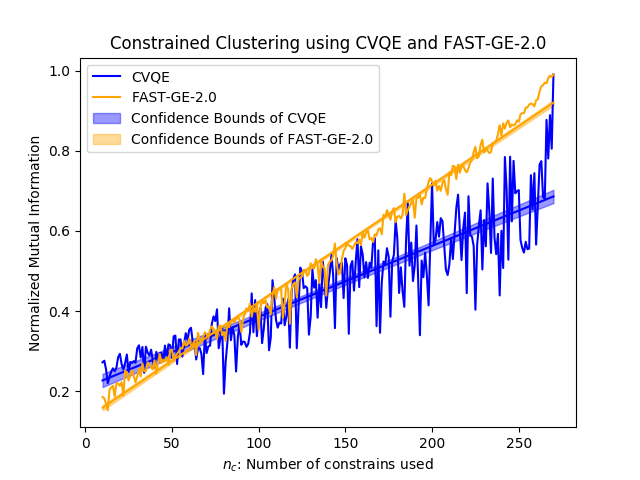 Constrained Clustering using CVQE and FAST-GE-2.0
CVQE
FAST-GE-2.0
Confidence Bounds of CVQE
Confidence Bounds of FAST-GE-2.0
Normalized Mutual Information
1.0
0.8
0.6
0.4
0.2
0 50 100 150 200 250
n_c: Number of constrains used